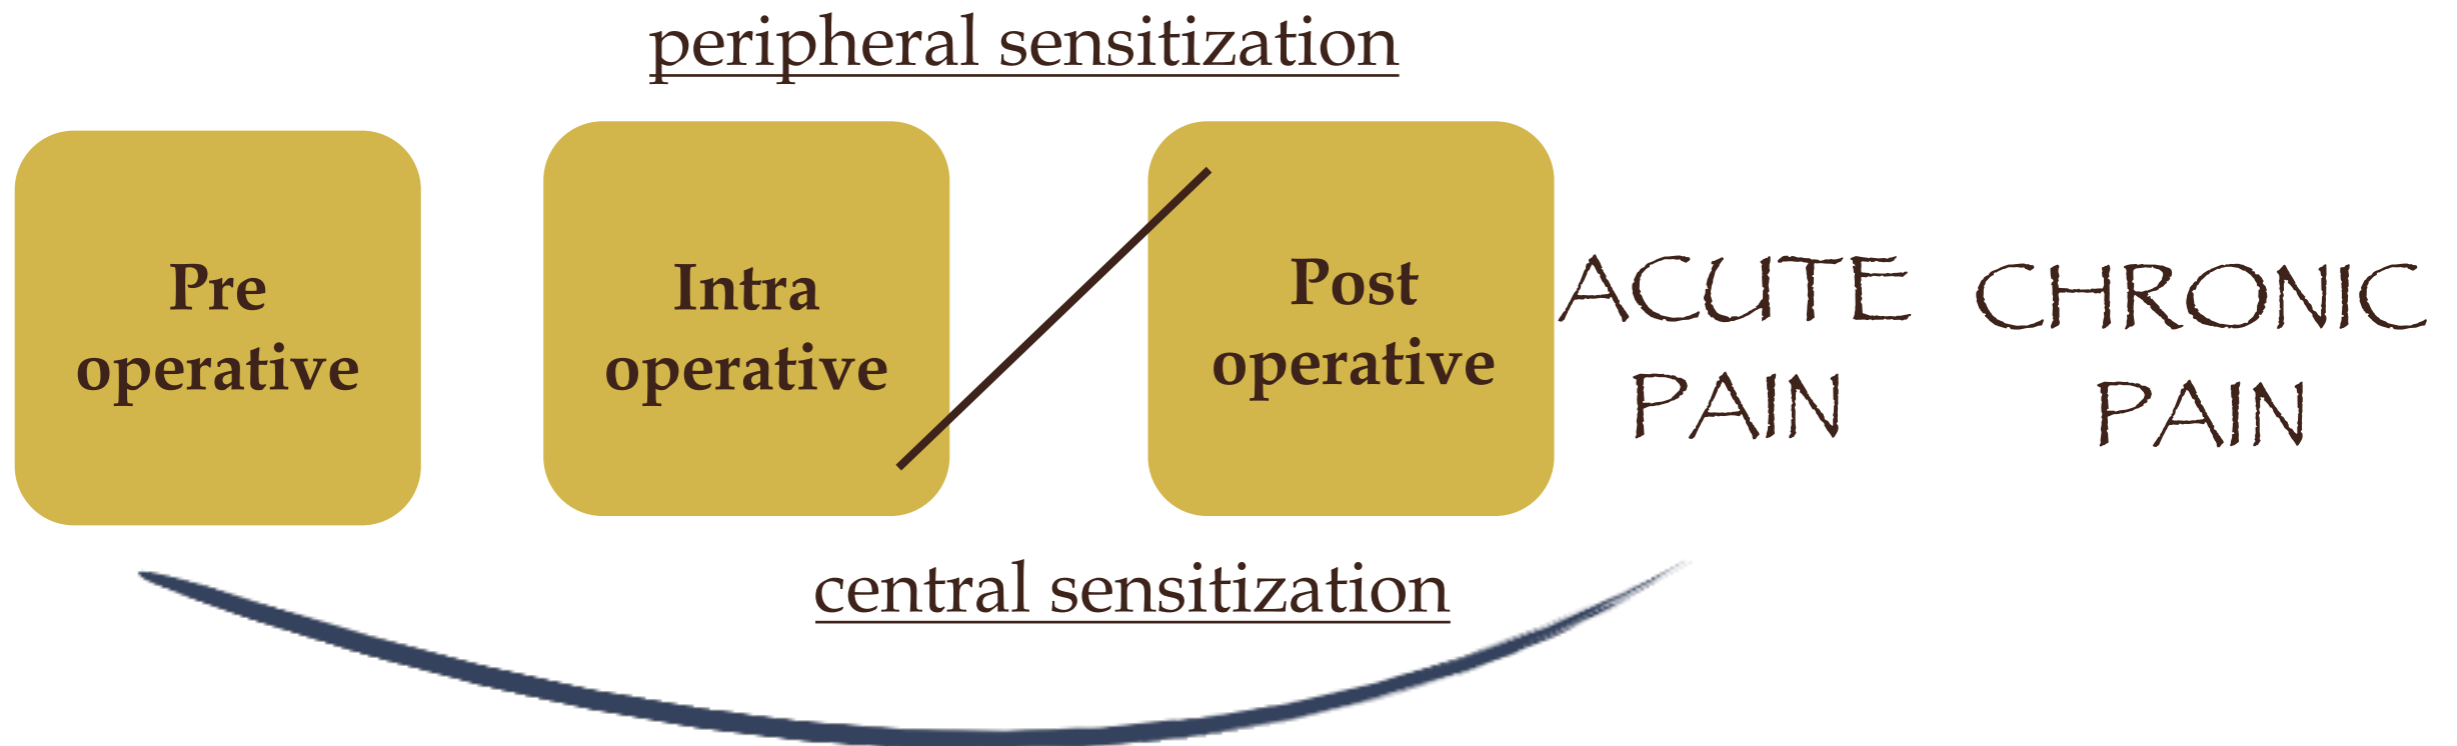 peripheral sensitization
Pre
operative
Intra
operative
Post
operative
ACUTE
PAIN
CHRONIC
PAIN
central sensitization